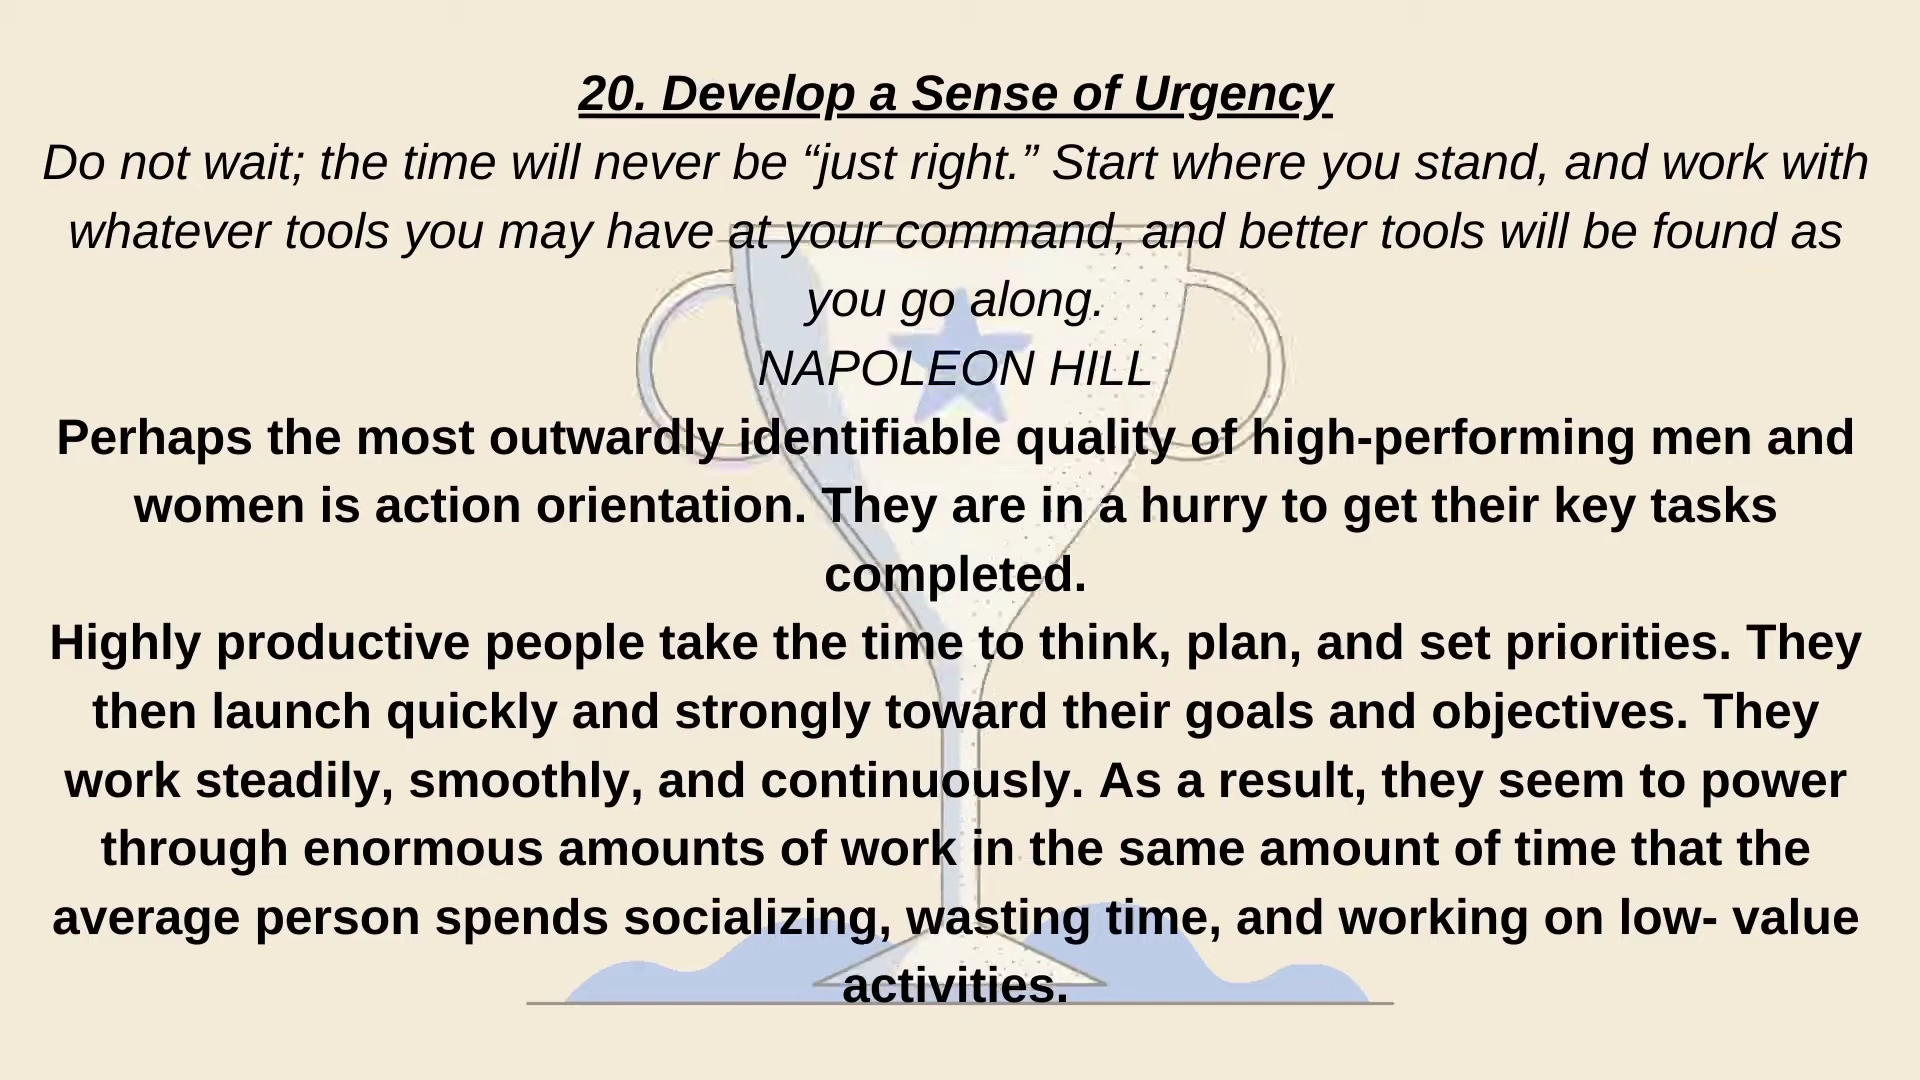 20. Develop a Sense of Urgency
Do not wait; the time will never be “just right.” Start where you stand, and work with
whatever tools you may have at your command, and better tools will be found as
you go along.
NAPOLEON HILL
Perhaps the most outwardly identifiable quality of high-performing men and
women is action orientation. They are in a hurry to get their key tasks
completed.
Highly productive people take the time to think, plan, and set priorities. They
then launch quickly and strongly toward their goals and objectives. They
work steadily, smoothly, and continuously. As a result, they seem to power
through enormous amounts of work in the same amount of time that the
average person spends socializing, wasting time, and working on low- value
activities.